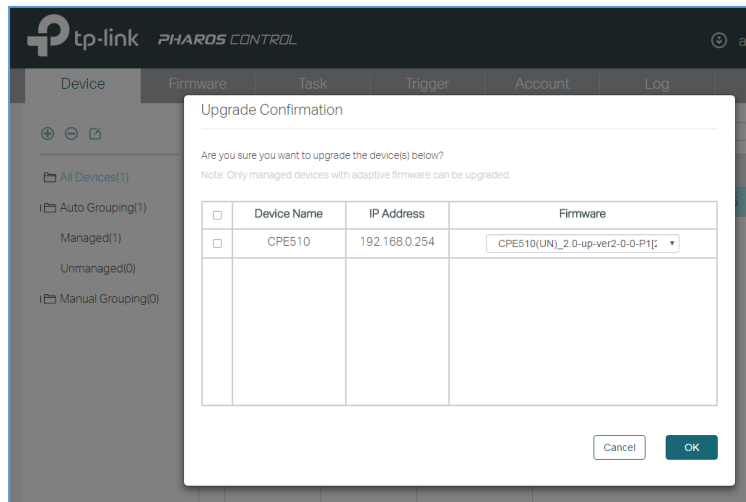 tp-link PHAROS CONTROL
Device Firmware Task Trigger Account Log
Upgrade Confirmation
Are you sure you want to upgrade the device(s) below?
Note: Only managed devices with adaptive firmware can be upgraded.
All Devices(1)
Auto Grouping(1)
Managed(1)
Unmanaged(0)
Manual Grouping(0)
Device Name IP Address Firmware
CPE510 192.168.0.254 CPE510(UN)_2.0-up-ver2-0-0-P1[2
Cancel OK